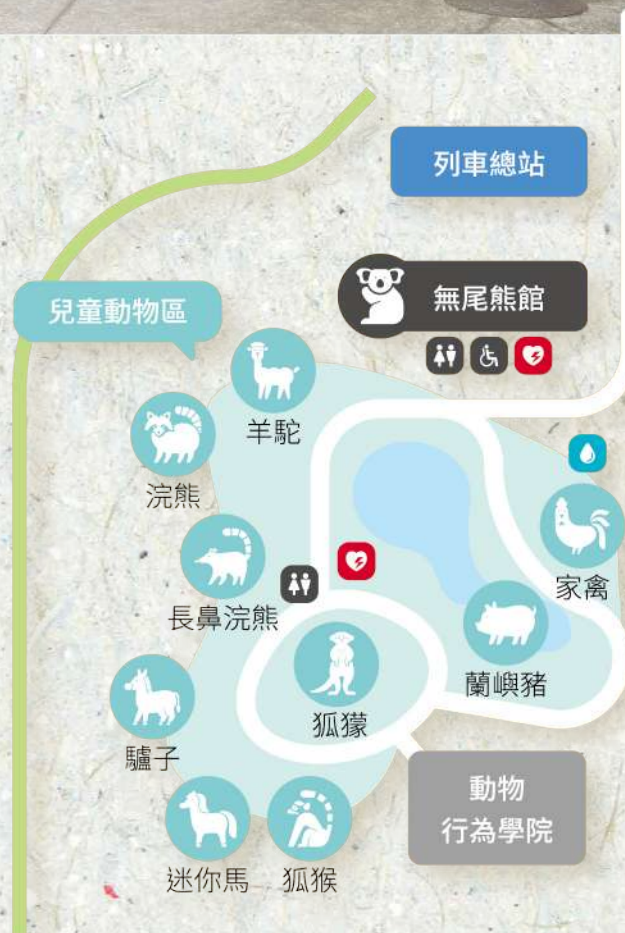 列車總站
無尾熊館
兒童動物區
羊駝
浣熊
家禽
長鼻浣熊
蘭嶼豬
狐獴
驢子
動物
行為學院
迷你馬
狐猴